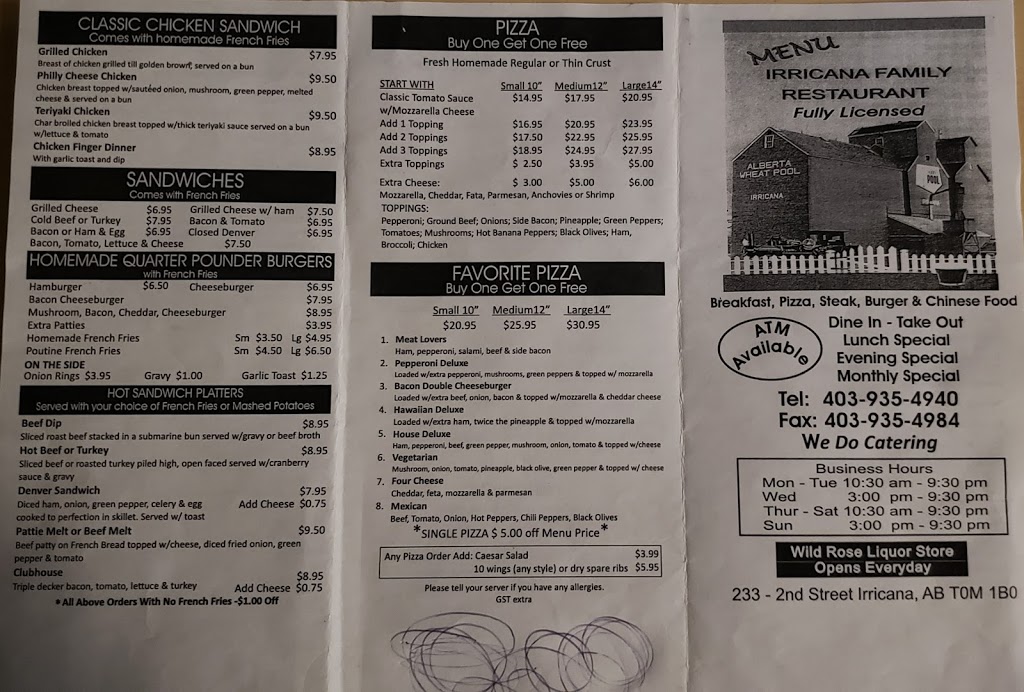 CLASSIC CHICKEN SANDWICH
Comes with homemade French Fries
Grilled Chicken $7.95
Breast of chicken grilled till golden brown, served on a bun
Philly Cheese Chicken $9.50
Chicken breast topped w/sautéed onion, mushroom, green pepper, melted
cheese & served on a bun
Teriyaki Chicken $9.50
Char broiled chicken breast topped w/thick teriyaki sauce served on a bun
w/lettuce & tomato
Chicken Finger Dinner $8.95
With garlic toast and dip
SANDWICHES
Comes with French Fries
Grilled Cheese $6.95 Grilled Cheese w/ ham $7.50
Cold Beef or Turkey $7.95 Bacon & Tomato $6.95
Bacon or Ham & Egg $6.95 Closed Denver $6.95
Bacon, Tomato, Lettuce & Cheese $7.50
HOMEMADE QUARTER POUNDER BURGERS
with French Fries
Hamburger $6.50 Cheeseburger $6.95
Bacon Cheeseburger $7.95
Mushroom, Bacon, Cheddar, Cheeseburger $8.95
Extra Patties $3.95
Homemade French Fries Sm $3.50 Lg $4.95
Poutine French Fries Sm $4.50 Lg $6.50
ON THE SIDE
Onion Rings $3.95 Gravy $1.00 Garlic Toast $1.25
HOT SANDWICH PLATTERS
Served with your choice of French Fries or Mashed Potatoes
Beef Dip $8.95
Sliced roast beef stacked in a submarine bun served w/gravy or beef broth
Hot Beef or Turkey $8.95
Sliced beef or roasted turkey piled high, open faced served w/cranberry
sauce & gravy
Denver Sandwich $7.95
Diced ham, onion, green pepper, celery & egg Add Cheese $0.75
cooked to perfection in skillet. Served w/ toast
Pattie Melt or Beef Melt $9.50
Beef patty on French Bread topped w/cheese, diced fried onion, green
pepper & tomato
Clubhouse $8.95
Triple decker bacon, tomato, lettuce & turkey Add Cheese $0.75
*All Above Orders With No French Fries -$1.00 Off
PIZZA
Buy One Get One Free
Fresh Homemade Regular or Thin Crust
START WITH Small 10" Medium12" Large14"
Classic Tomato Sauce $14.95 $17.95 $20.95
w/Mozzarella Cheese
Add 1 Topping $16.95 $20.95 $23.95
Add 2 Toppings $17.50 $22.95 $25.95
Add 3 Toppings $18.95 $24.95 $27.95
Extra Toppings $ 2.50 $3.95 $5.00
Extra Cheese: $ 3.00 $5.00 $6.00
Mozzarella, Cheddar, Fata, Parmesan, Anchovies or Shrimp
TOPPINGS:
Pepperoni; Ground Beef; Onions; Side Bacon; Pineapple; Green Peppers;
Tomatoes; Mushrooms; Hot Banana Peppers; Black Olives; Ham,
Broccoli; Chicken
FAVORITE PIZZA
Buy One Get One Free
Small 10" Medium12" Large14"
$20.95 $25.95 $30.95
1. Meat Lovers
Ham, pepperoni, salami, beef & side bacon
2. Pepperoni Deluxe
Loaded w/extra pepperoni, mushrooms, green peppers & topped w/ mozzarella
3. Bacon Double Cheeseburger
Loaded w/extra beef, onion, bacon & topped w/mozzarella & cheddar cheese
4. Hawaiian Deluxe
Loaded w/extra ham, twice the pineapple & topped w/mozzarella
5. House Deluxe
Ham, pepperoni, beef, green pepper, mushroom, onion, tomato & topped w/cheese
6. Vegetarian
Mushroom, onion, tomato, pineapple, black olive, green pepper & topped w/ cheese
7. Four Cheese
Cheddar, feta, mozzarella & parmesan
8. Mexican
Beef, Tomato, Onion, Hot Peppers, Chili Peppers, Black Olives
*SINGLE PIZZA $ 5.00 off Menu Price*
Any Pizza Order Add: Caesar Salad $3.99
10 wings (any style) or dry spare ribs $5.95
Please tell your server if you have any allergies.
GST extra
MENU
IRRICANA FAMILY
RESTAURANT
Fully Licensed
ALBERTA
WHEAT POOL
IRRICANA
POOL
Breakfast, Pizza, Steak, Burger & Chinese Food
ATM
Available
Dine In - Take Out
Lunch Special
Evening Special
Monthly Special
Tel: 403-935-4940
Fax: 403-935-4984
We Do Catering
Business Hours
Mon - Tue 10:30 am - 9:30 pm
Wed 3:00 pm - 9:30 pm
Thur - Sat 10:30 am - 9:30 pm
Sun 3:00 pm - 9:30 pm
Wild Rose Liquor Store
Opens Everyday
233 - 2nd Street Irricana, AB T0M 1B0